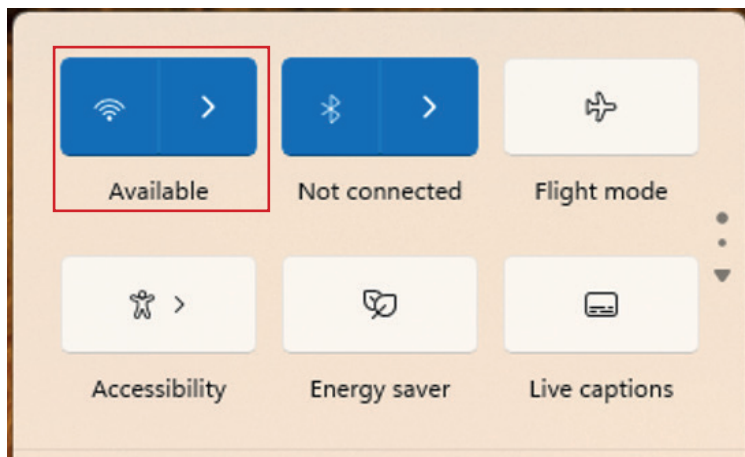 Available
Not connected
Flight mode
Accessibility
Energy saver
Live captions